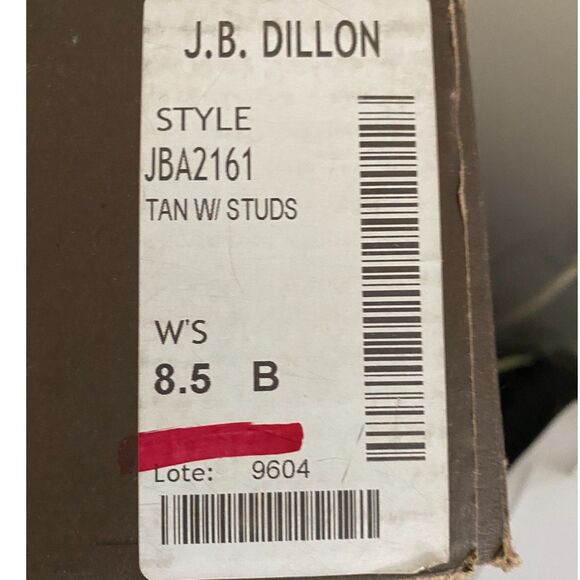 J.B. DILLON
STYLE
JBA2161
TAN W/ STUDS
W'S
8.5 B
Lote: 9604